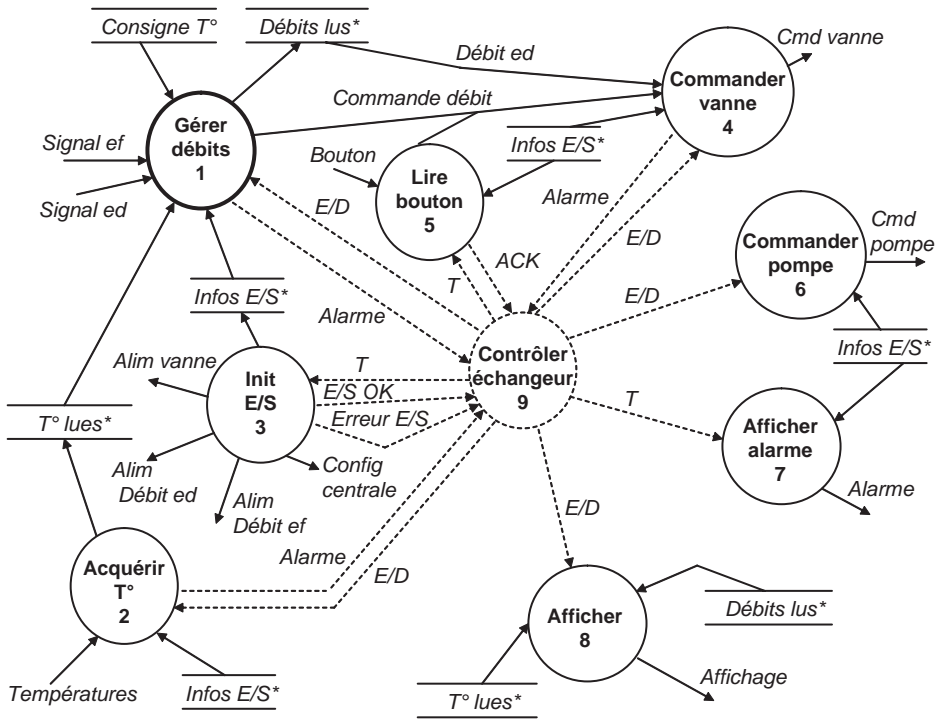 Consigne T°
Débits lus*
Débit ed
Cmd vanne
Commander
vanne
4
Commande débit
Gérer
débits
1
Signal ef
Signal ed
Bouton
Infos E/S*
Lire
bouton
5
Alarme
E/D
E/D
ACK
T
Cmd
pompe
Commander
pompe
6
E/D
Infos E/S*
Alarme
Infos E/S*
Contrôler
échangeur
9
Alim vanne
Init
E/S
3
T
E/S OK
Erreur E/S
T
T° lues*
Afficher
alarme
7
Alim
Débit ed
Config
centrale
Alarme
Alim
Débit ef
E/D
Alarme
E/D
Acquérir
T°
2
Afficher
8
Débits lus*
Températures
Infos E/S*
T° lues*
Affichage